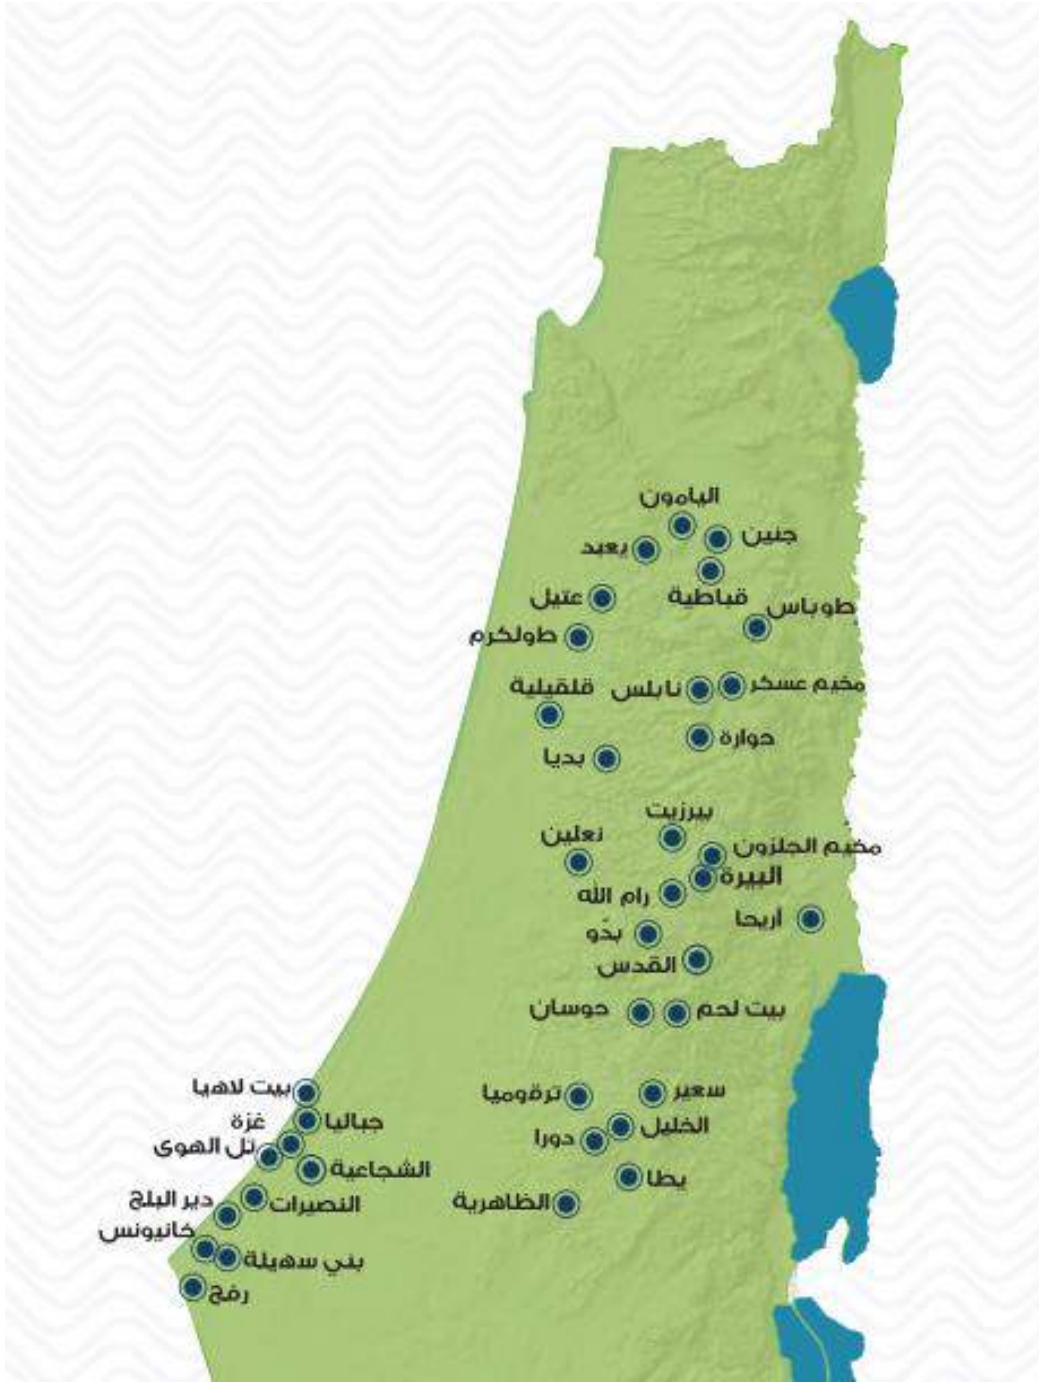 اليامون
جنين
يعبد
قباطية
عتيل
طوباس
طولكرم
مخيم عسكر
نابلس
قلقيلية
حوارة
بديا
بيرزيت
نعلين
مخيم الجلزون
البيرة
رام الله
أريحا
بدّو
القدس
بيت لحم
حوسان
بيت لاهيا
سعير
ترقوميا
غزة
جباليا
الخليل
دورا
تل الهوى
الشجاعية
يطا
دير البلح
النصيرات
الظاهرية
خانيونس
بني سهيلة
رفح